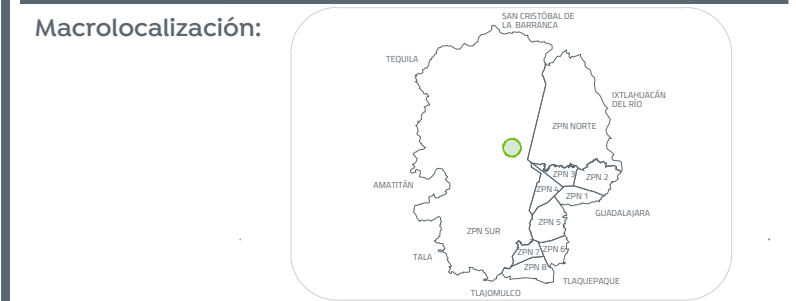 Macrolocalización:
SAN CRISTÓBAL DE
LA BARRANCA
TEQUILA
IXTLAHUACÁN
DEL RÍO
ZPN NORTE
ZPN 3
ZPN 2
AMATITÁN
ZPN 4
ZPN 1
GUADALAJARA
ZPN 5
ZPN SUR
ZPN 7
ZPN 6
TALA
ZPN 8
TLAQUEPAQUE
TLAJOMULCO